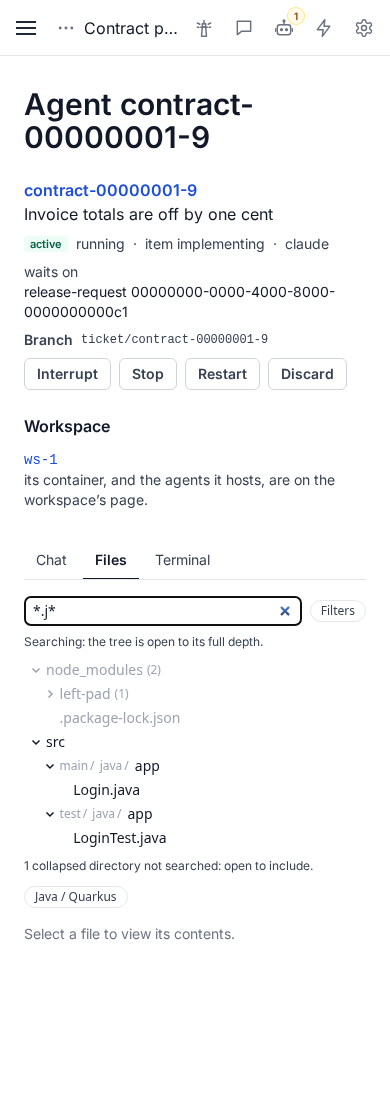 Contract p...
1
Agent contract-
00000001-9
contract-00000001-9
Invoice totals are off by one cent
active running · item implementing · claude
waits on
release-request 00000000-0000-4000-8000-
0000000000c1
Branch ticket/contract-00000001-9
Interrupt Stop Restart Discard
Workspace
ws-1
its container, and the agents it hosts, are on the
workspace's page.
Chat Files Terminal
*.j* Filters
Searching: the tree is open to its full depth.
node_modules (2)
left-pad (1)
.package-lock.json
src
main/ java/ app
Login.java
test/ java/ app
LoginTest.java
1 collapsed directory not searched: open to include.
Java / Quarkus
Select a file to view its contents.